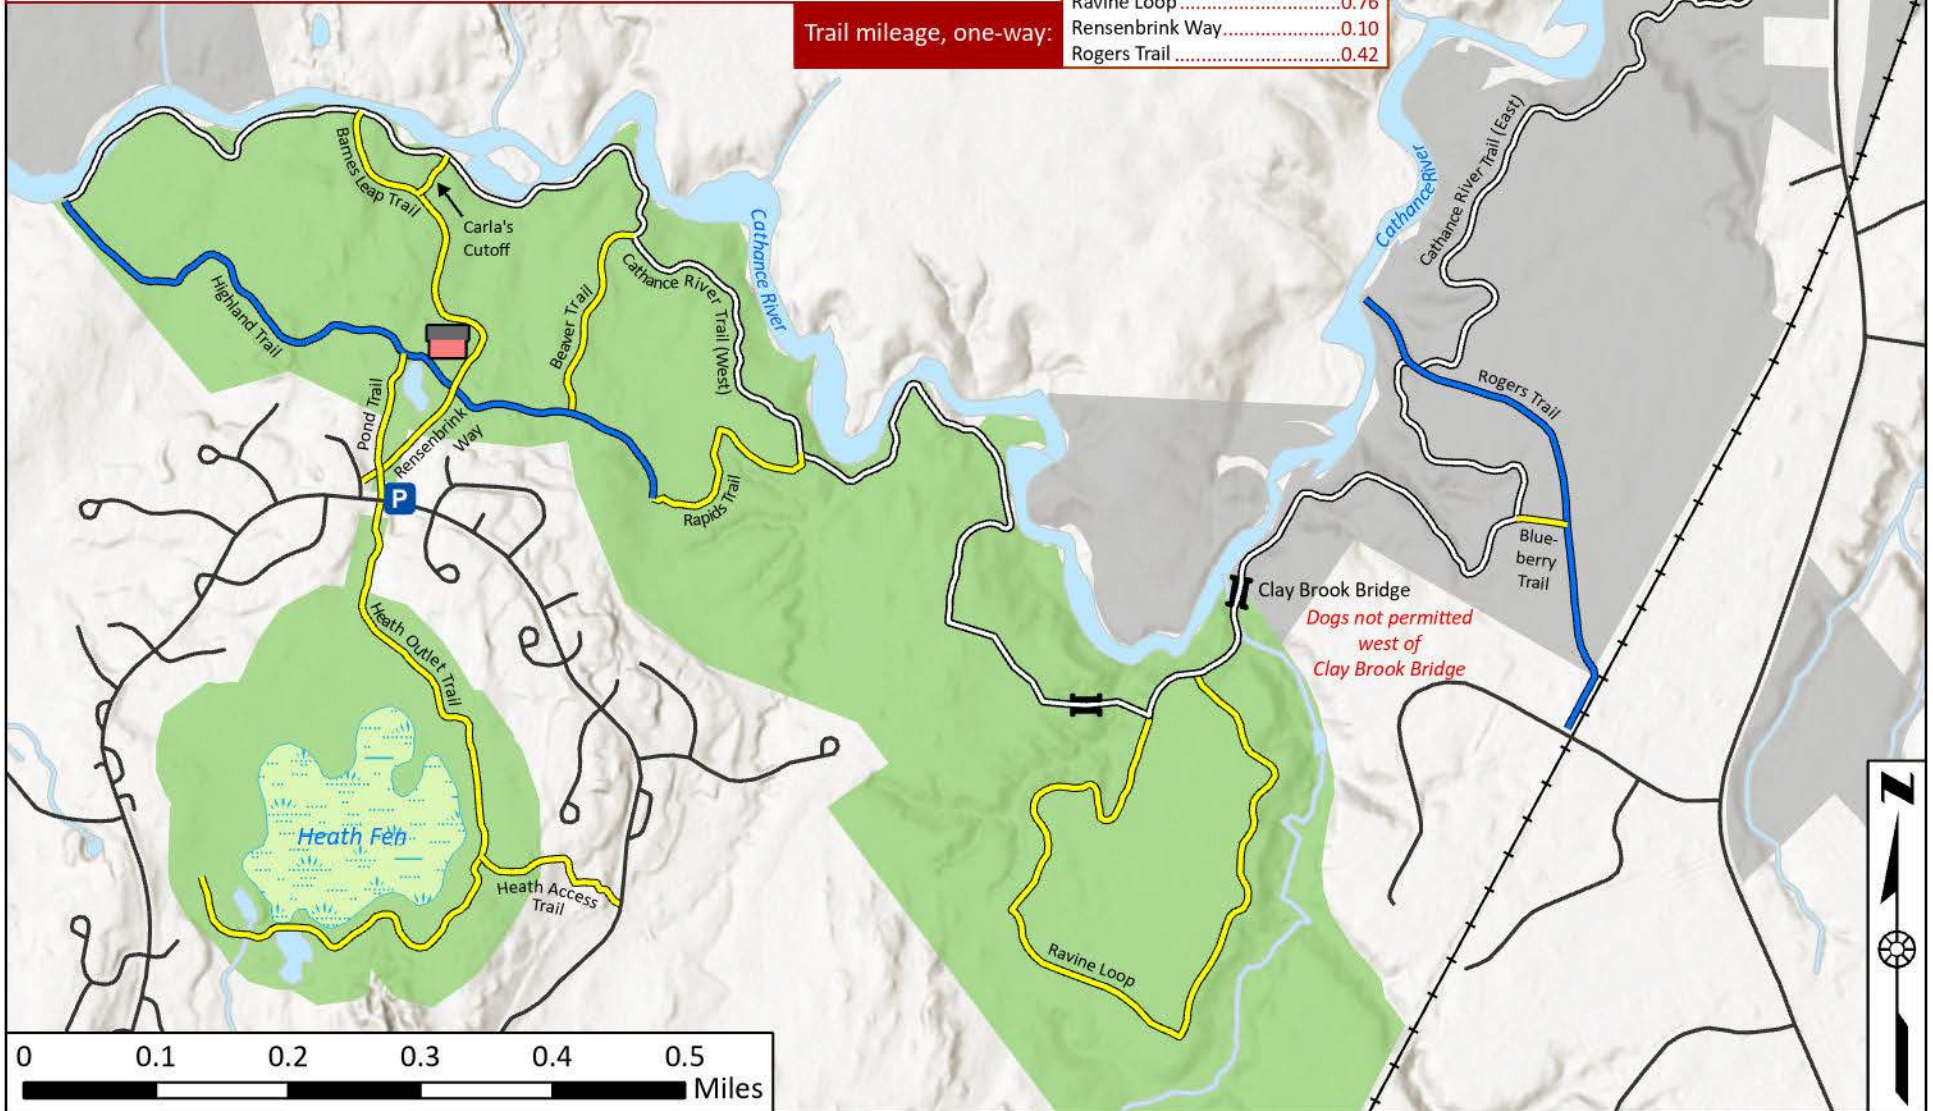 Ravine Loop ............................0.76
Trail mileage, one-way:
Rensenbrink Way....................0.10
Rogers Trail ............................0.42
Barnes Leap Trail
Carla's
Cutoff
Highland Trail
Beaver Trail
Cathance River Trail (West)
Cathance River
Cathance River
Cathance River Trail (East)
Pond Trail
Rensenbrink
Way
P
Rapids Trail
Rogers Trail
Blue-
berry
Trail
Clay Brook Bridge
Dogs not permitted
west of
Clay Brook Bridge
Heath Outlet Trail
Heath Fen
Heath Access
Trail
Ravine Loop
N
0 0.1 0.2 0.3 0.4 0.5
Miles